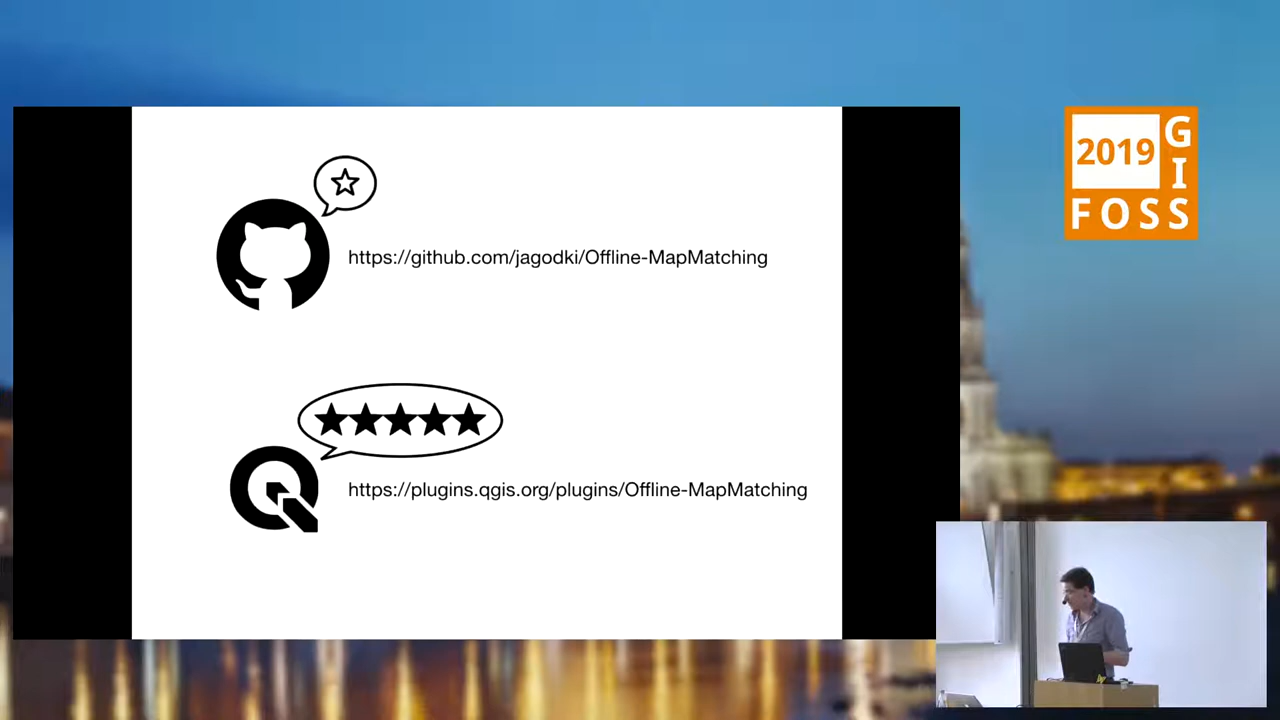 https://github.com/jagodki/Offline-MapMatching
https://plugins.qgis.org/plugins/Offline-MapMatching
2019
G
I
FOSS